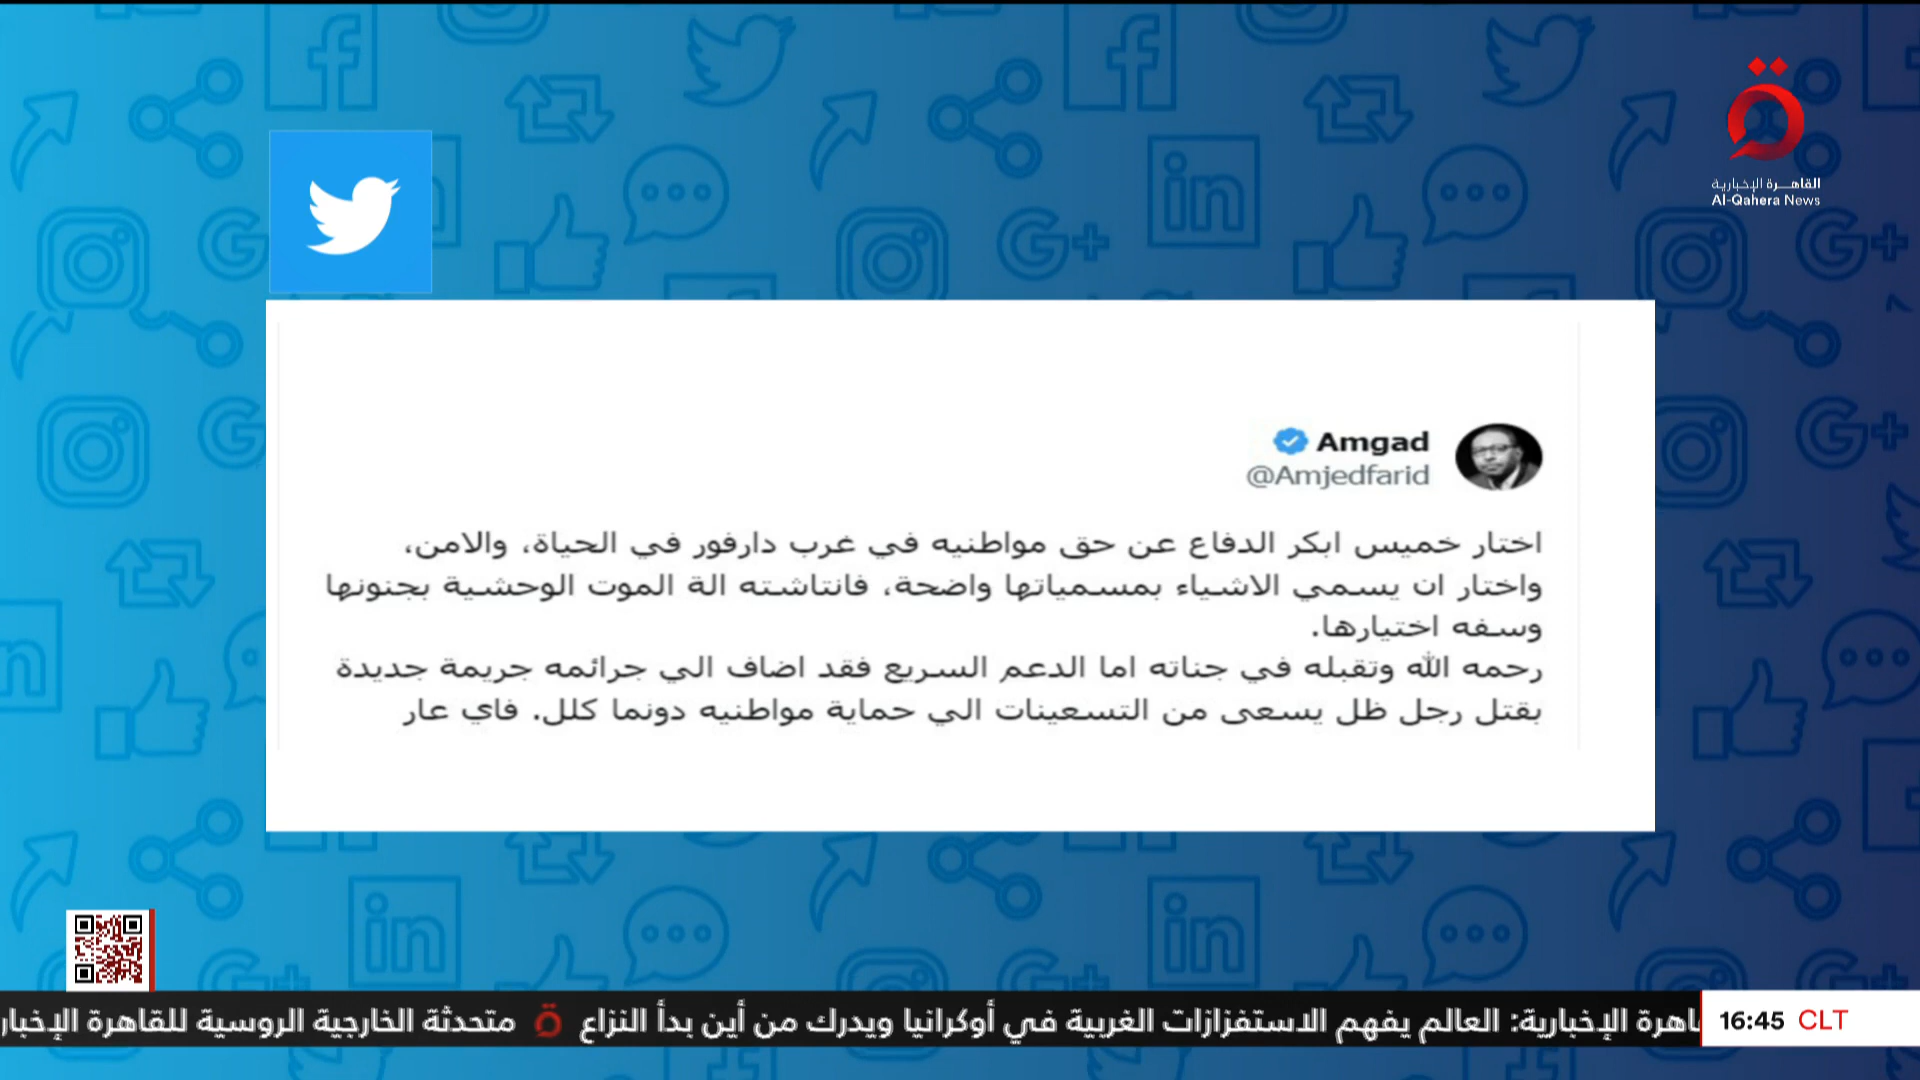 القاهـرة الإخبارية
Al-Qahera News
Amgad
@Amjedfarid
اختار خميس ابكر الدفاع عن حق مواطنيه في غرب دارفور في الحياة، والامن،
واختار ان يسمي الاشياء بمسمياتها واضحة، فانتاشته الة الموت الوحشية بجنونها
وسفه اختيارها.
رحمه الله وتقبله في جناته اما الدعم السريع فقد اضاف الي جرائمه جريمة جديدة
بقتل رجل ظل يسعى من التسعينات الي حماية مواطنيه دونما كلل. فاي عار
اهرة الإخبارية: العالم يفهم الاستفزازات الغربية في أوكرانيا ويدرك من أين بدأ النزاع متحدثة الخارجية الروسية للقاهرة الإخبار
16:45 CLT